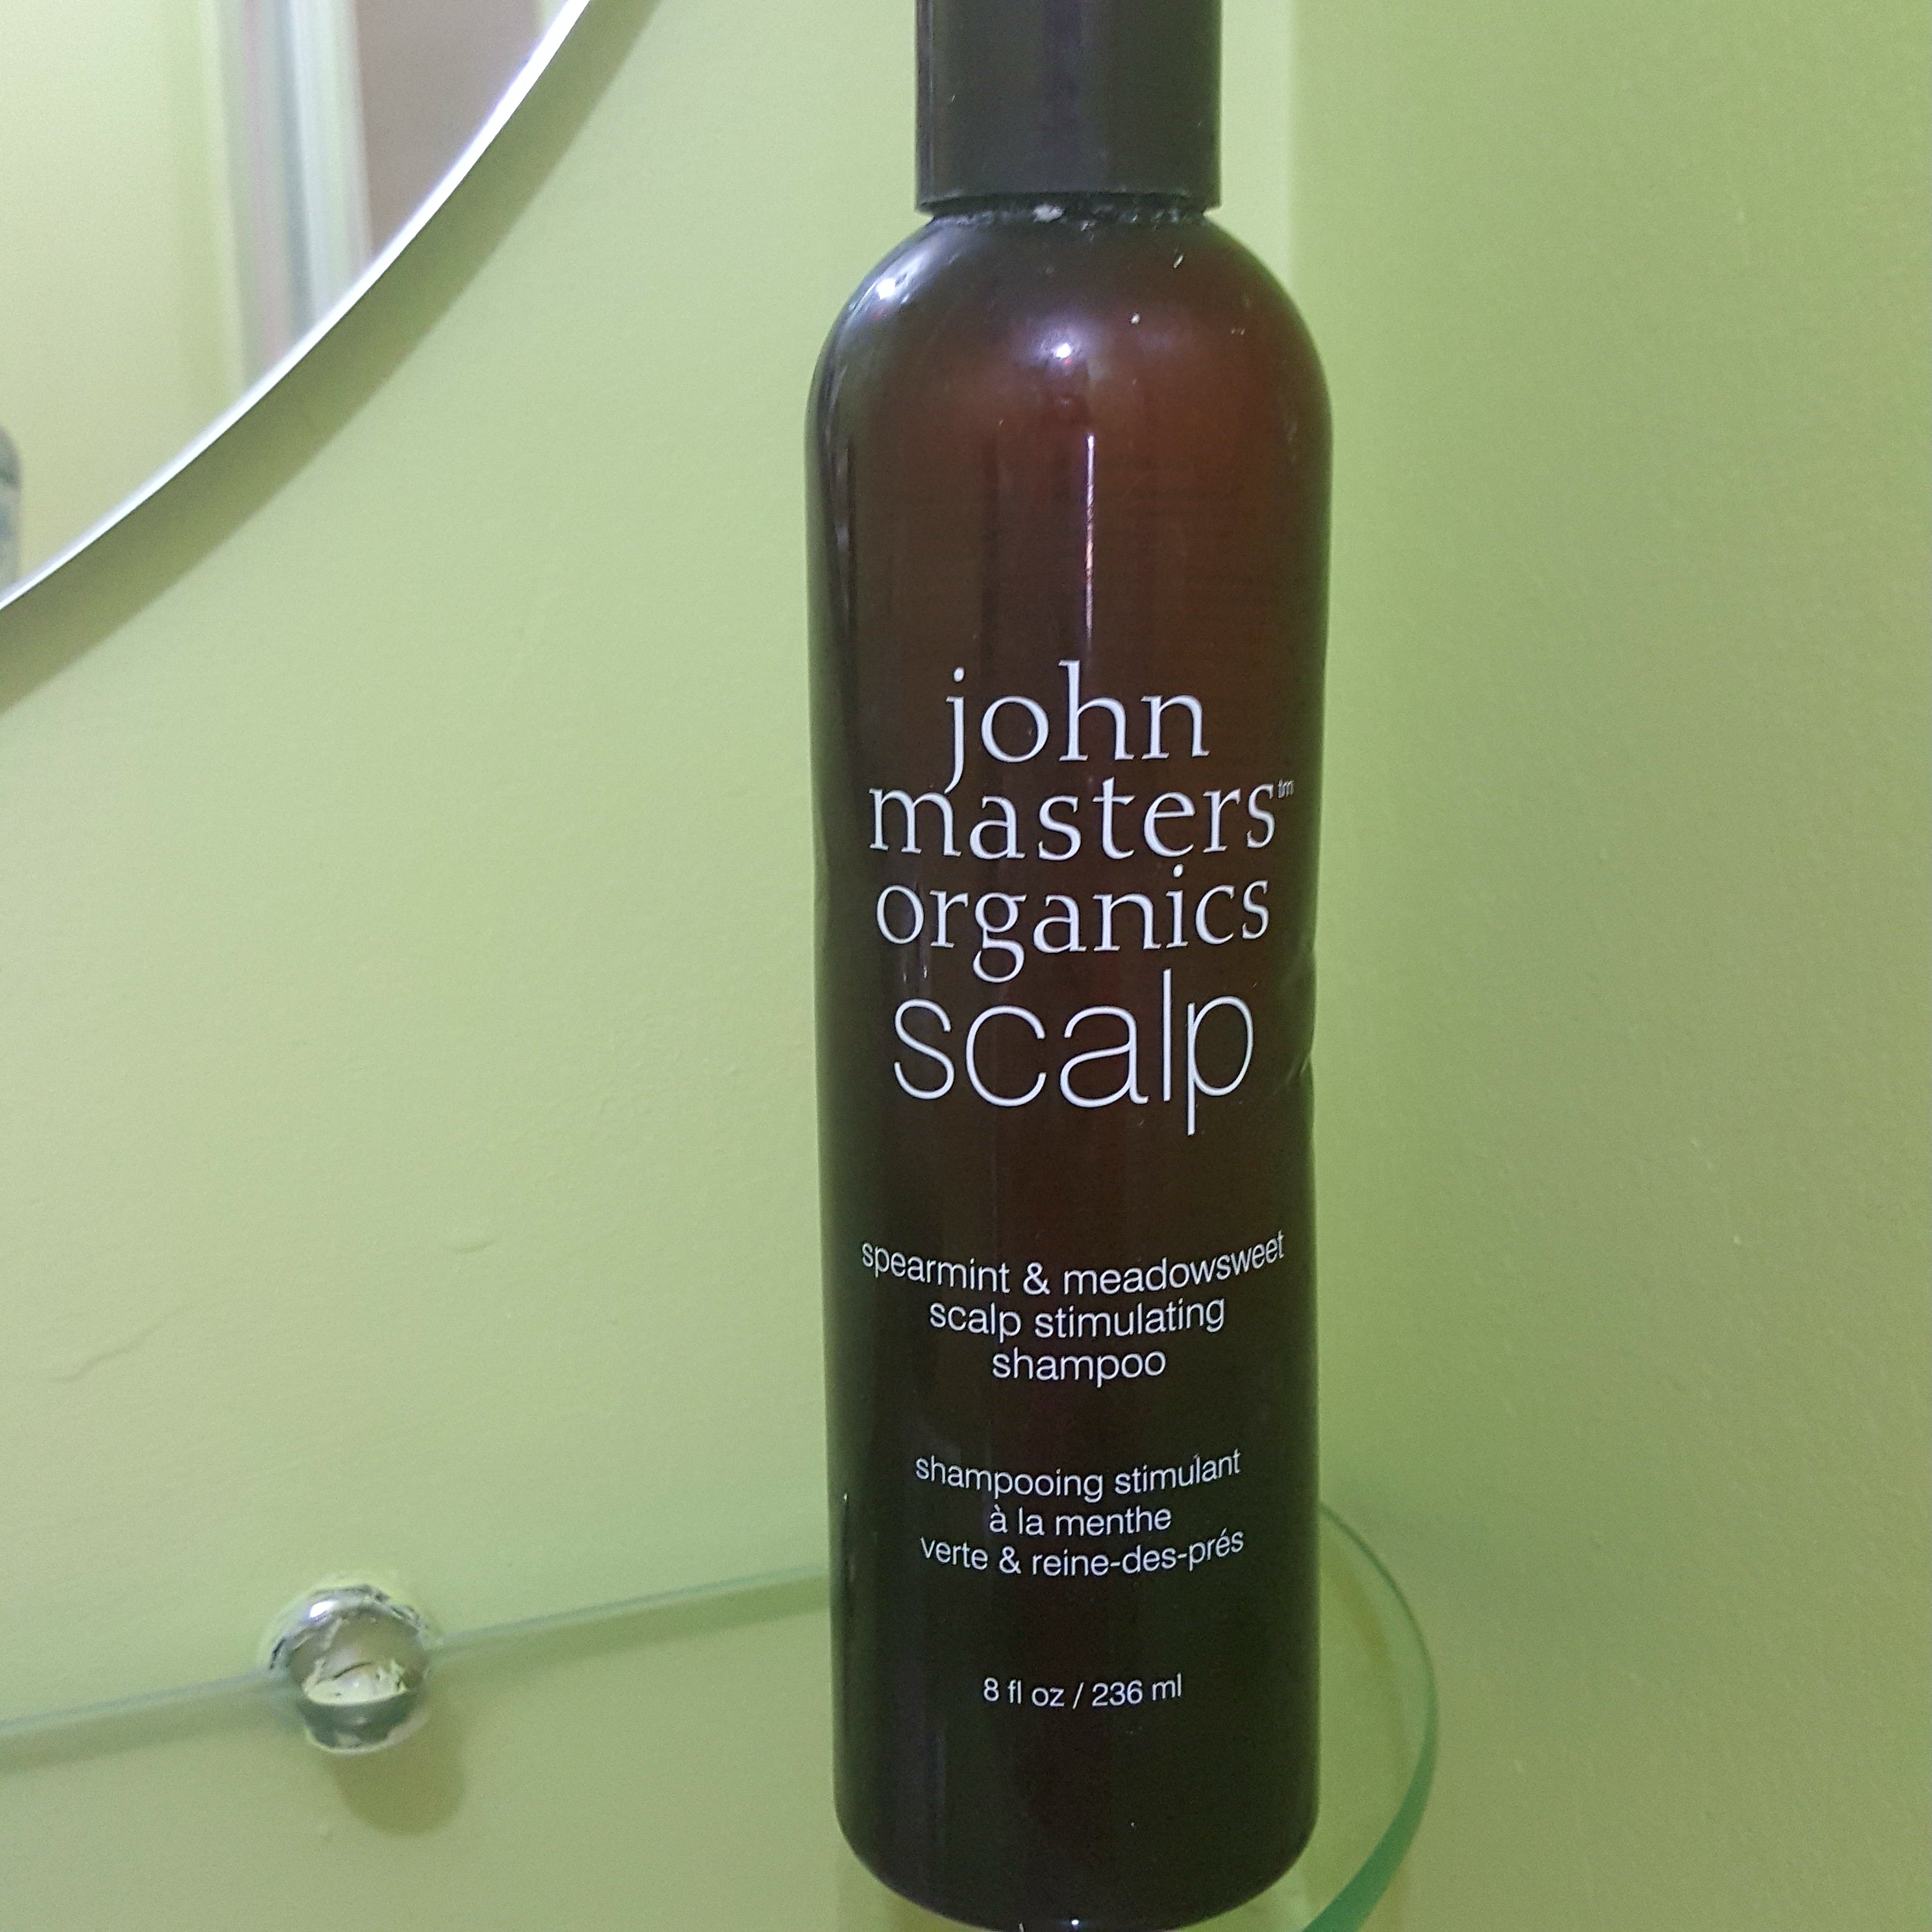 john
masters™
organics
scalp
spearmint & meadowsweet
scalp stimulating
shampoo
shampooing stimulant
à la menthe
verte & reine-des-prés
8 fl oz / 236 ml